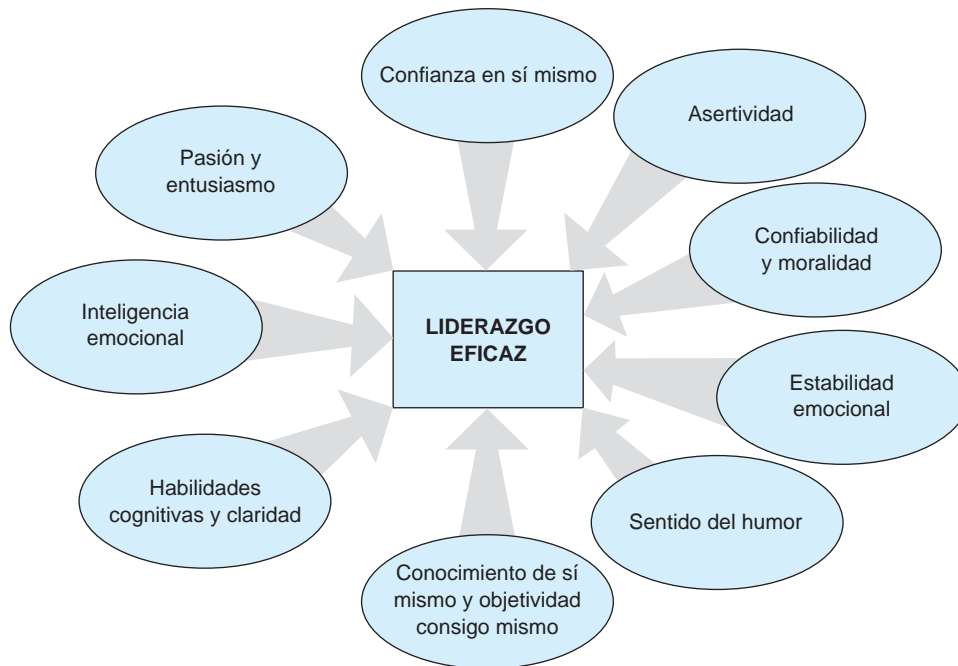 Confianza en sí mismo
Asertividad
Pasión y
entusiasmo
Confiabilidad
y moralidad
Inteligencia
emocional
LIDERAZGO
EFICAZ
Estabilidad
emocional
Habilidades
cognitivas y claridad
Sentido del humor
Conocimiento de sí
mismo y objetividad
consigo mismo